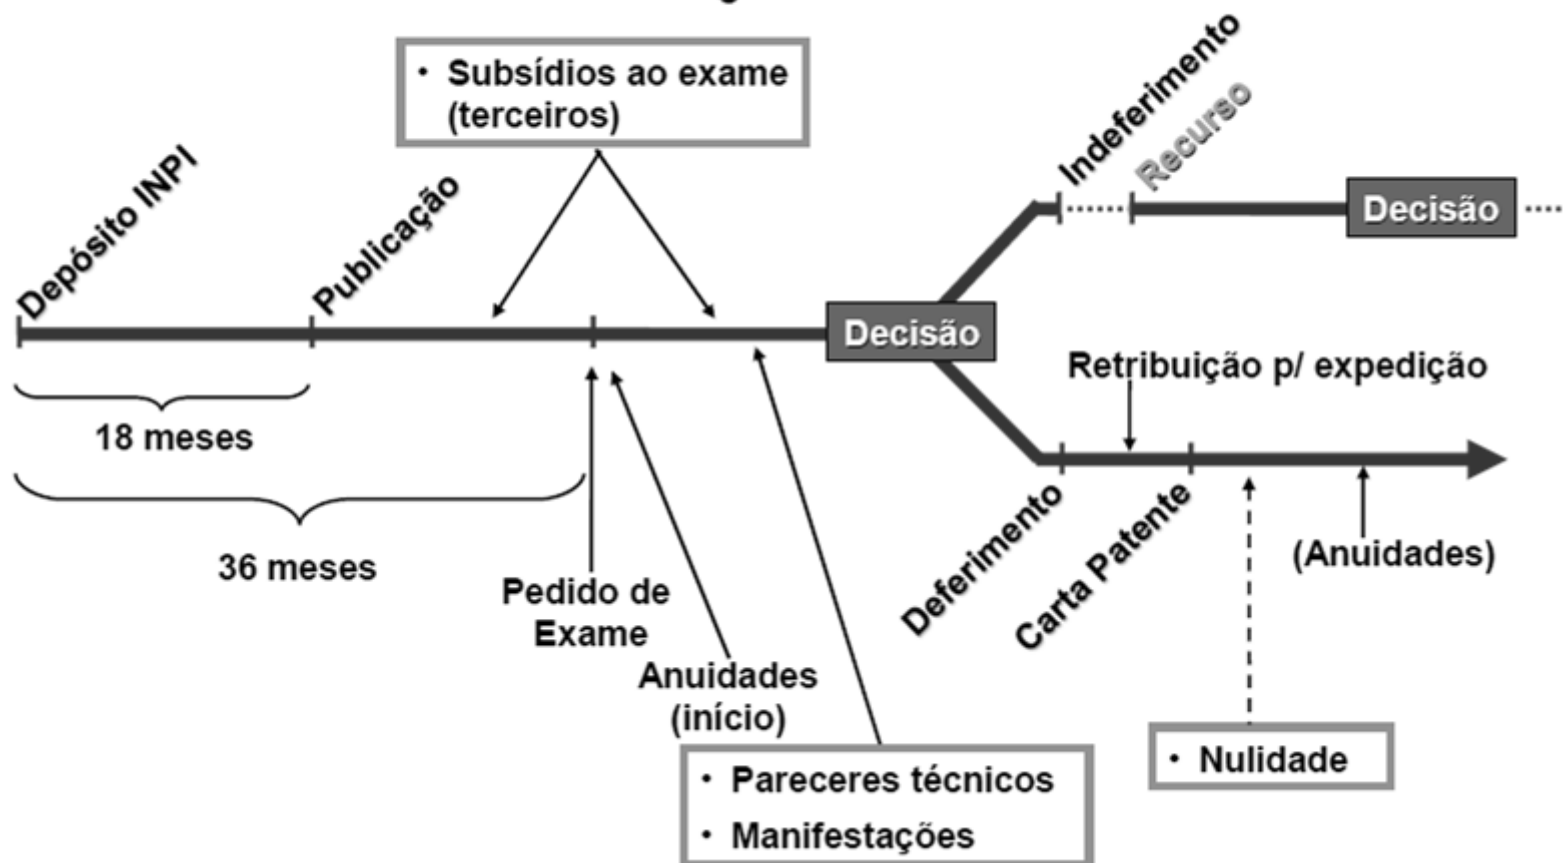 • Subsídios ao exame
(terceiros)
Depósito INPI
Publicação
Indeferimento
Recurso
Decisão
Decisão
Retribuição p/ expedição
18 meses
36 meses
Pedido de
Exame
Anuidades
(início)
Deferimento
Carta Patente
(Anuidades)
• Pareceres técnicos
• Manifestações
• Nulidade